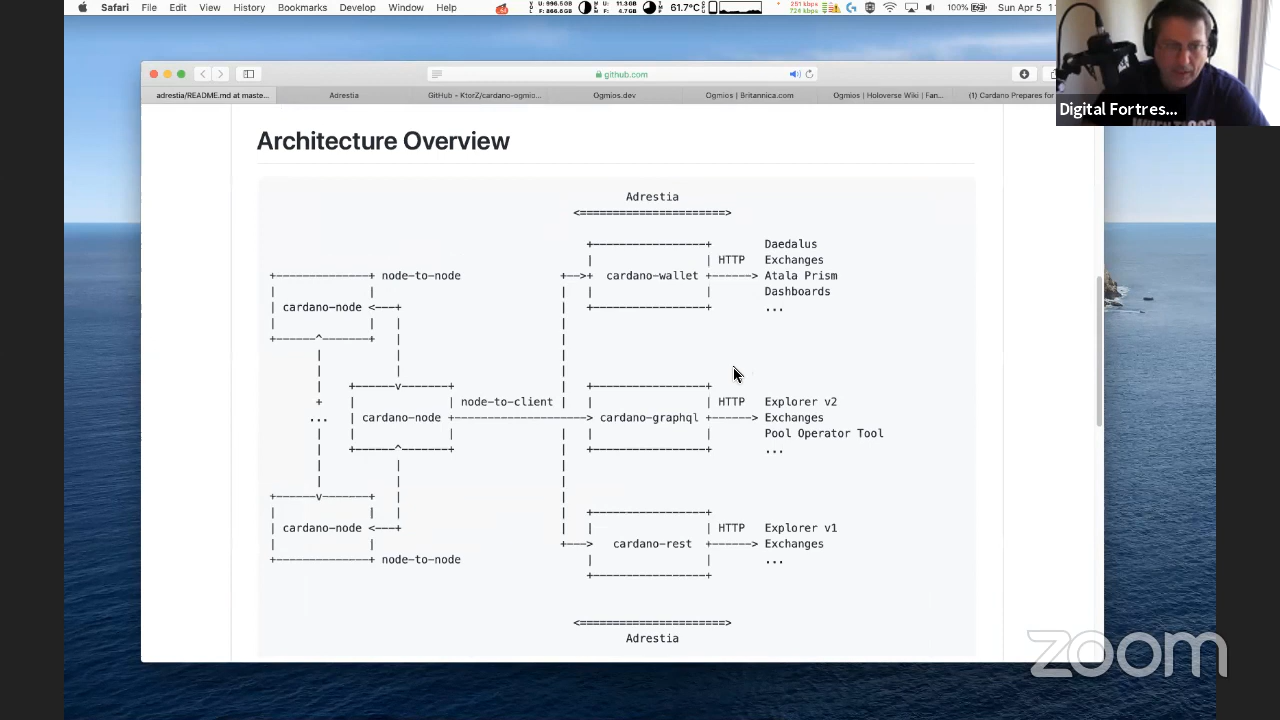 Safari File Edit View History Bookmarks Develop Window Help
61.7°C 100% Sun Apr 5
github.com
adrestia/README.md at maste... Adrestia GitHub - KtorZ/cardano-ogmio... Ogmios.dev Ogmios | Britannica.com Ogmios | Holoverse Wiki | Fan... (1) Cardano Prepares for
Digital Fortres...
Architecture Overview
Adrestia
<======================>
Daedalus
HTTP Exchanges
node-to-node cardano-wallet Atala Prism
Dashboards
cardano-node ...
node-to-client HTTP Explorer v2
... cardano-node cardano-graphql Exchanges
Pool Operator Tool
...
cardano-node HTTP Explorer v1
cardano-rest Exchanges
node-to-node ...
<======================>
Adrestia
zoom